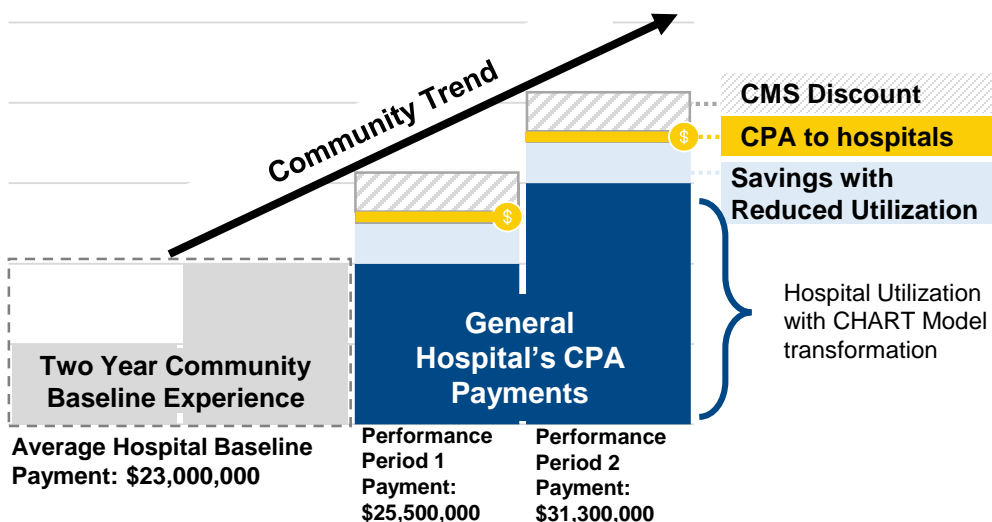 Community Trend
CMS Discount
$
CPA to hospitals
$
Savings with
Reduced Utilization
General
Hospital's CPA
Payments
Hospital Utilization
with CHART Model
transformation
Two Year Community
Baseline Experience
Average Hospital Baseline
Payment: $23,000,000
Performance
Period 1
Payment:
$25,500,000
Performance
Period 2
Payment:
$31,300,000